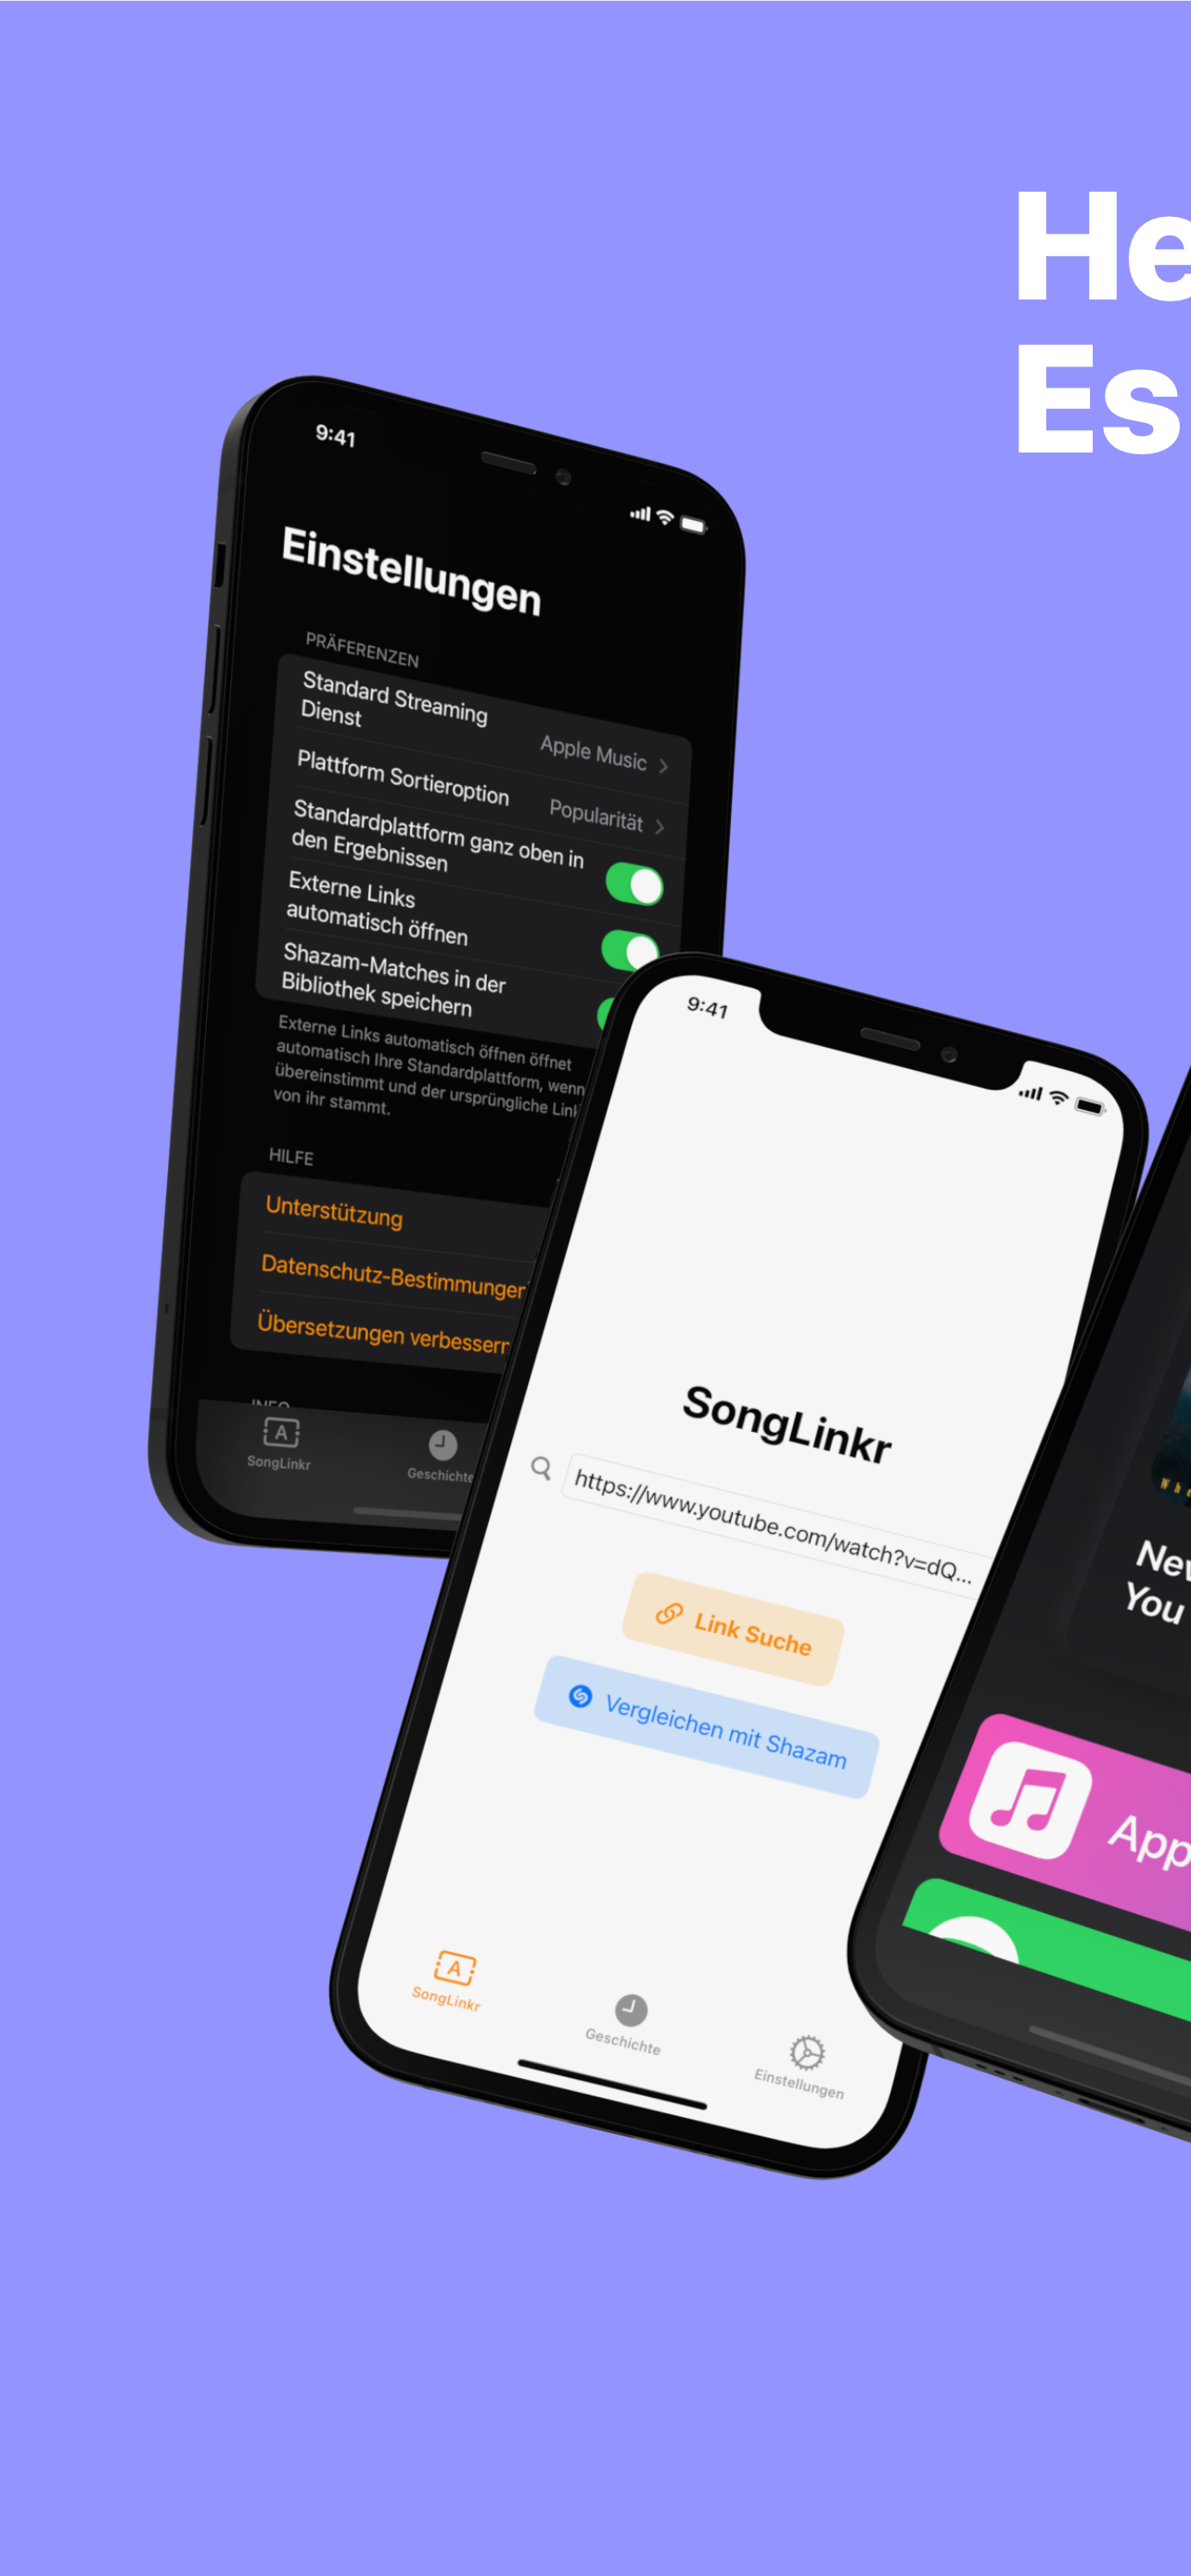 He
Es
9:41
Einstellungen
PRÄFERENZEN
Standard Streaming
Dienst
Apple Music
Plattform Sortieroption
Popularität
Standardplattform ganz oben in
den Ergebnissen
Externe Links
automatisch öffnen
Shazam-Matches in der
Bibliothek speichern
Externe Links automatisch öffnen öffnet
automatisch Ihre Standardplattform, wenn
übereinstimmt und der ursprüngliche Link
von ihr stammt.
HILFE
Unterstützung
Datenschutz-Bestimmungen
Übersetzungen verbessern
INFO
SongLinkr
Geschichte
9:41
SongLinkr
https://www.youtube.com/watch?v=dQ...
Link Suche
Vergleichen mit Shazam
SongLinkr
Geschichte
Einstellungen
Whe
Nev
You
App